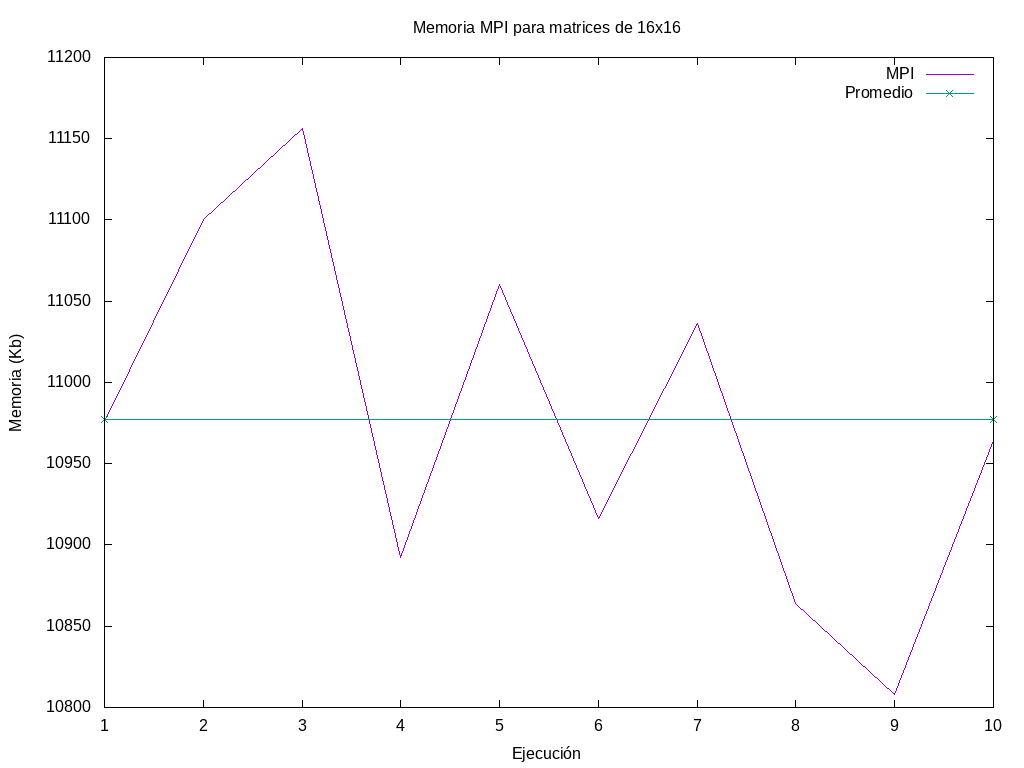 Memoria MPI para matrices de 16x16
MPI
Promedio
11200
11150
11100
11050
11000
10950
10900
10850
10800
Memoria (Kb)
1 2 3 4 5 6 7 8 9 10
Ejecución